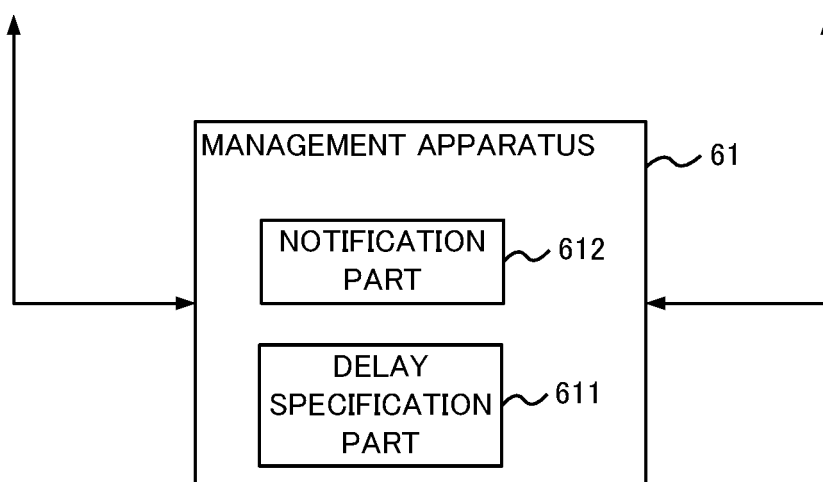 MANAGEMENT APPARATUS
61
NOTIFICATION
PART
612
DELAY
SPECIFICATION
PART
611